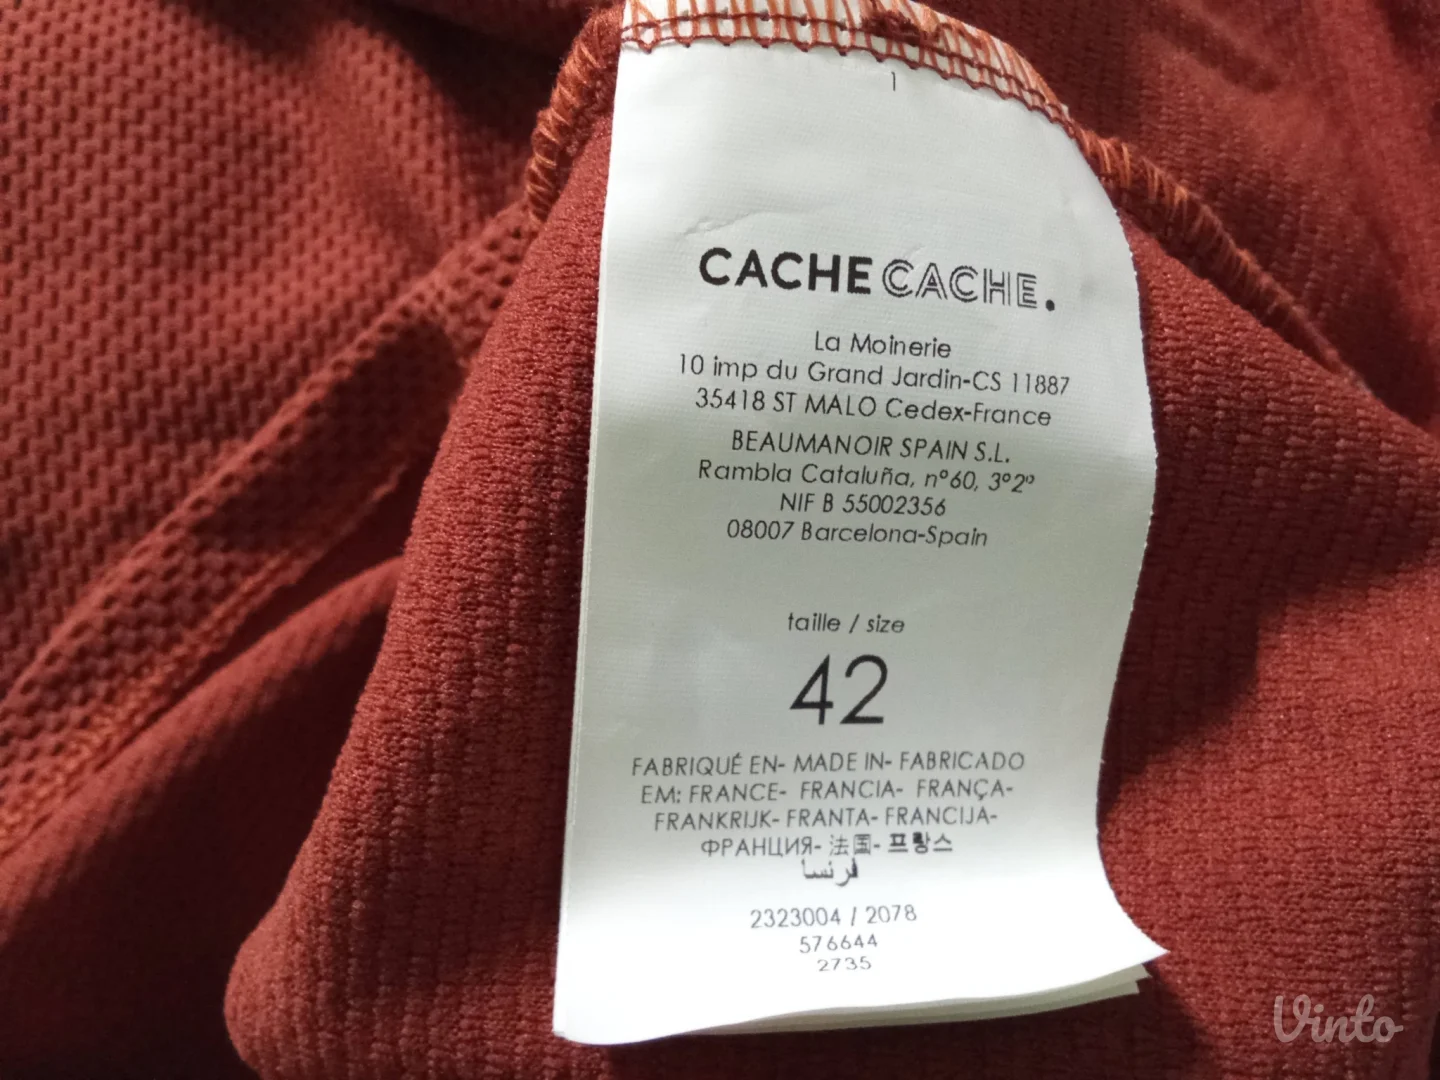 1
CACHE CACHE.
La Moinerie
10 imp du Grand Jardin-CS 11887
35418 ST MALO Cedex-France
BEAUMANOIR SPAIN S.L.
Rambla Cataluña, nº60, 3º2º
NIF B 55002356
08007 Barcelona-Spain
taille / size
42
FABRIQUÉ EN- MADE IN- FABRICADO
EM: FRANCE- FRANCIA- FRANÇA-
FRANKRIJK- FRANTA- FRANCIJA-
ФРАНЦИЯ- 法国- 프랑스
فرنسا
2323004 / 2078
576644
2735
Vinto